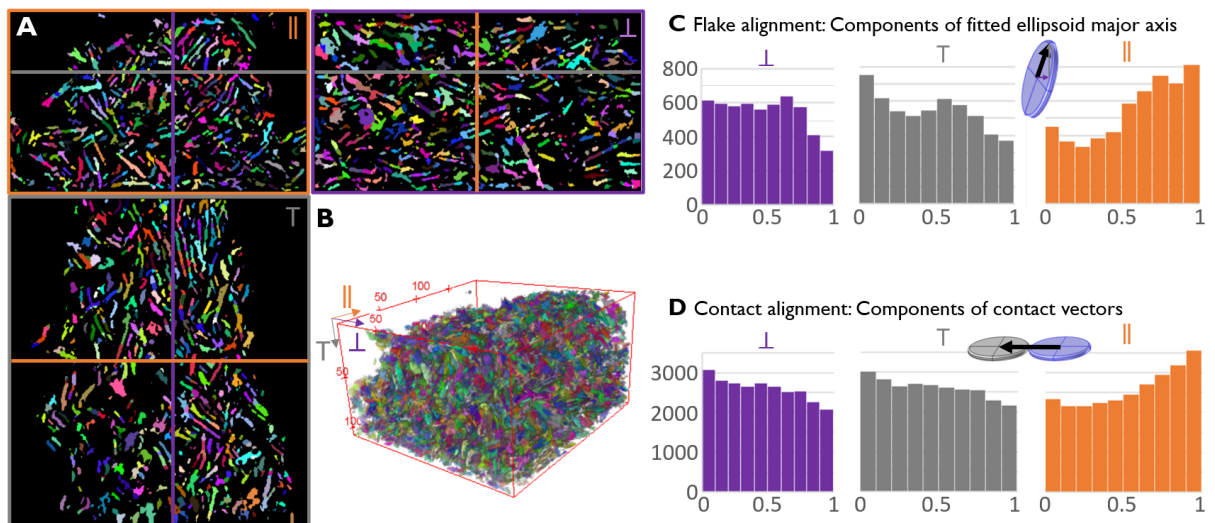 A
||
⊥
T
B
||
50
100
50
⊥
T
50
100
C Flake alignment: Components of fitted ellipsoid major axis
⊥
T
||
800
600
400
200
0
0 0.5 1
0 0.5 1
0 0.5 1
D Contact alignment: Components of contact vectors
⊥
T
||
3000
2000
1000
0
0 0.5 1
0 0.5 1
0 0.5 1